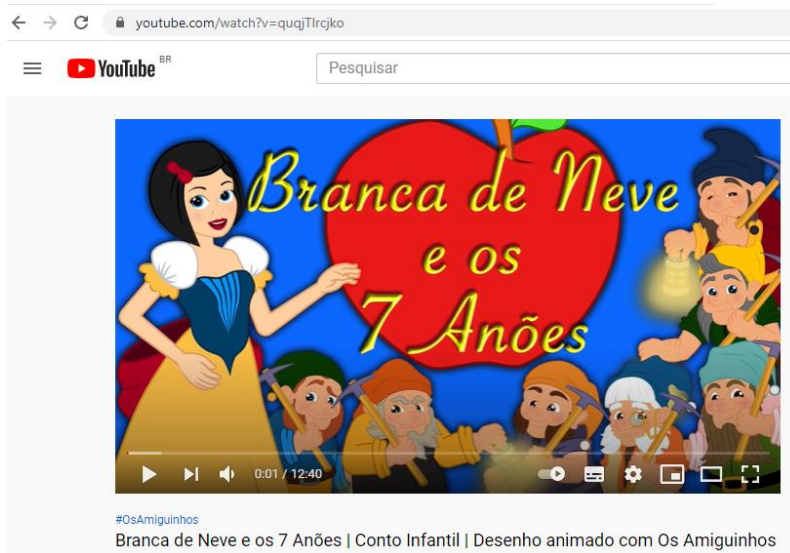 youtube.com/watch?v=quqjTlrcjko
YouTube BR
Pesquisar
Branca de Neve
e os
7 Anões
0:01 / 12:40
#OsAmiguinhos
Branca de Neve e os 7 Anões | Conto Infantil | Desenho animado com Os Amiguinhos